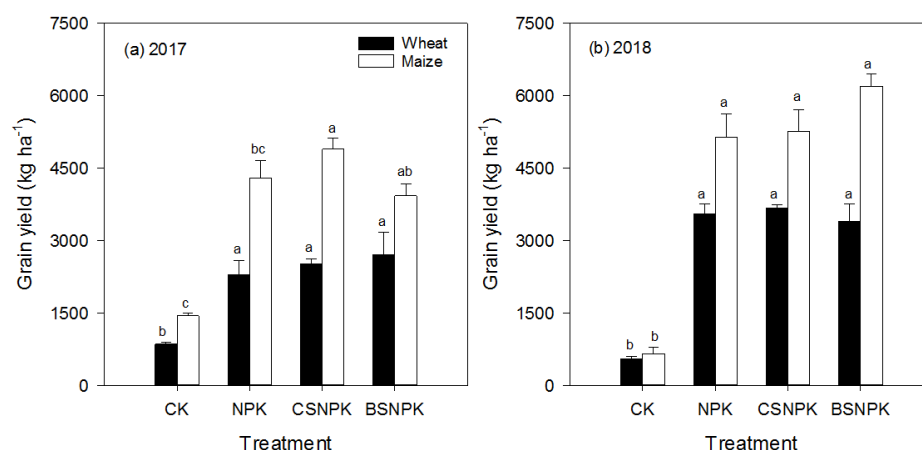 (a) 2017
Wheat
Maize
Grain yield (kg ha⁻¹)
7500
6000
4500
3000
1500
0
b
c
a
bc
a
a
a
ab
CK
NPK
CSNPK
BSNPK
Treatment
(b) 2018
Grain yield (kg ha⁻¹)
7500
6000
4500
3000
1500
0
b
b
a
a
a
a
a
a
CK
NPK
CSNPK
BSNPK
Treatment